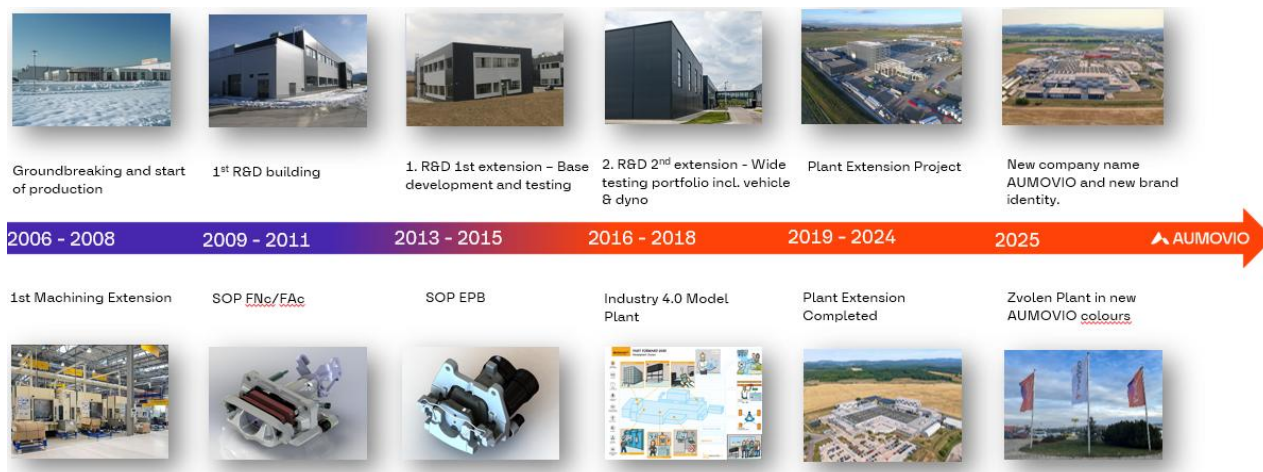 Groundbreaking and start
of production
1st R&D building
1. R&D 1st extension – Base
development and testing
2. R&D 2nd extension - Wide
testing portfolio incl. vehicle
& dyno
Plant Extension Project
New company name
AUMOVIO and new brand
identity.
2006 - 2008
2009 - 2011
2013 - 2015
2016 - 2018
2019 - 2024
2025
AUMOVIO
1st Machining Extension
SOP FNc/FAc
SOP EPB
Industry 4.0 Model
Plant
Plant Extension
Completed
Zvolen Plant in new
AUMOVIO colours